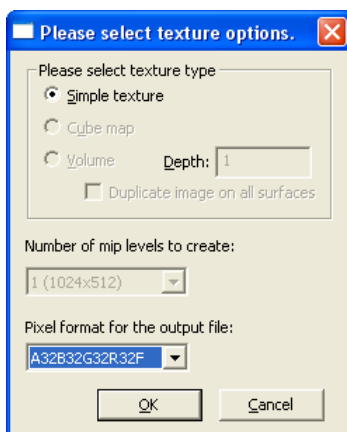 Please select texture options.
Please select texture type
Simple texture
Cube map
Volume Depth: 1
Duplicate image on all surfaces
Number of mip levels to create:
1 (1024x512)
Pixel format for the output file:
A32B32G32R32F
OK Cancel